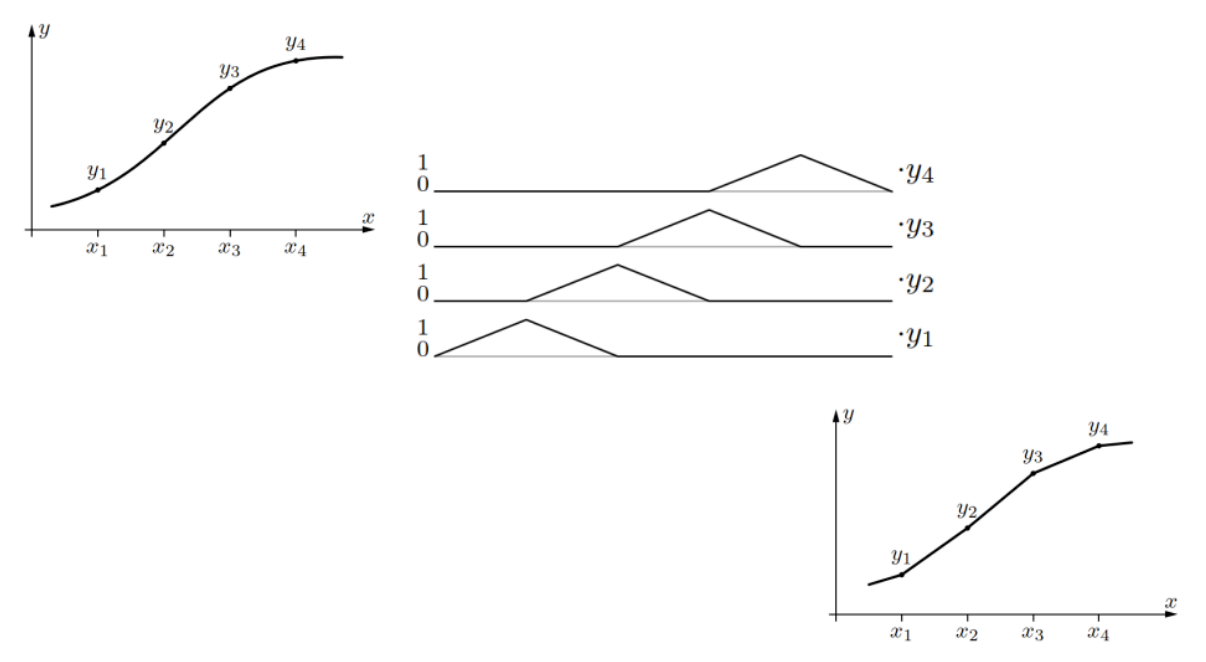 y
y₄
y₃
y₂
y₁
x
x₁ x₂ x₃ x₄
1
0 ·y₄
1
0 ·y₃
1
0 ·y₂
1
0 ·y₁
y
y₄
y₃
y₂
y₁
x
x₁ x₂ x₃ x₄